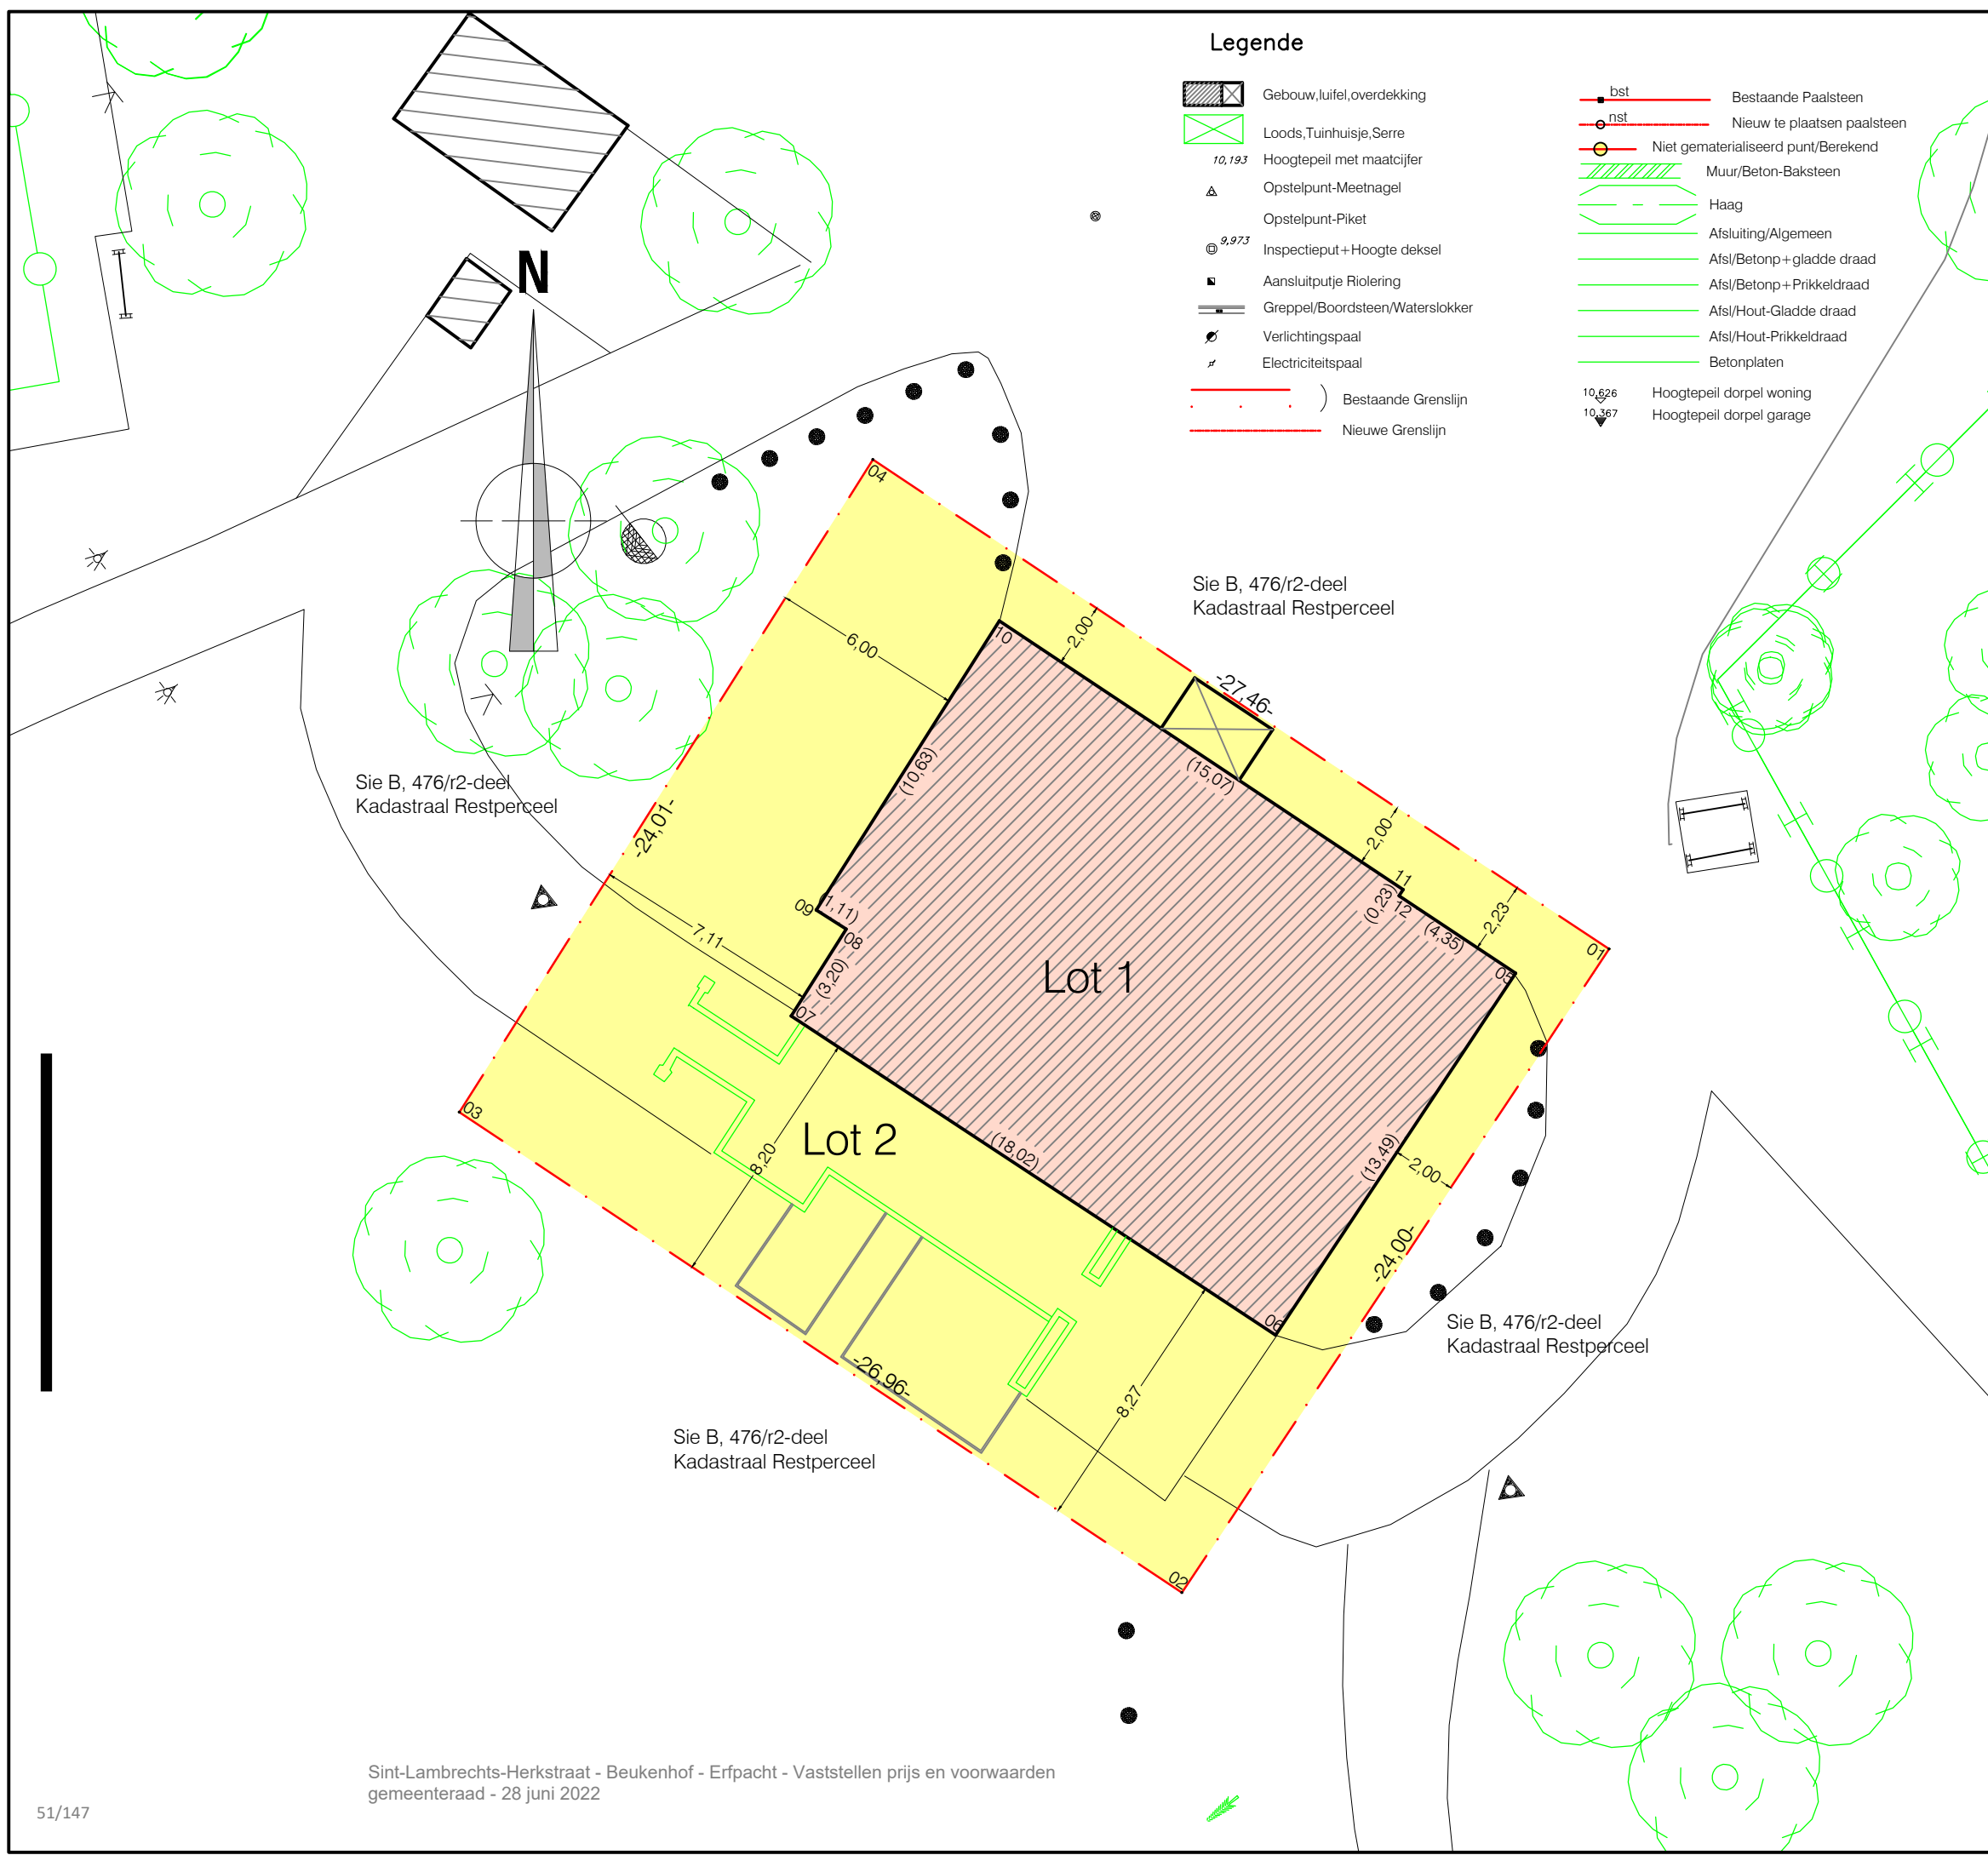 Legende
Gebouw,luifel,overdekking
Loods,Tuinhuisje,Serre
10,193 Hoogtepeil met maatcijfer
Opstelpunt-Meetnagel
Opstelpunt-Piket
9,973 Inspectieput+Hoogte deksel
Aansluitputje Riolering
Greppel/Boordsteen/Waterslokker
Verlichtingspaal
Electriciteitspaal
Bestaande Grenslijn
Nieuwe Grenslijn
bst Bestaande Paalsteen
nst Nieuw te plaatsen paalsteen
Niet gematerialiseerd punt/Berekend
Muur/Beton-Baksteen
Haag
Afsluiting/Algemeen
Afsl/Betonp+gladde draad
Afsl/Betonp+Prikkeldraad
Afsl/Hout-Gladde draad
Afsl/Hout-Prikkeldraad
Betonplaten
10,626 Hoogtepeil dorpel woning
10,367 Hoogtepeil dorpel garage
N
04
Sie B, 476/r2-deel
Kadastraal Restperceel
10
2,00
6,00
-27,46-
(10,63)
(15,07)
Sie B, 476/r2-deel
Kadastraal Restperceel
-24,01-
2,00
11
(0,23)
12
09
(1,11)
08
7,11
(4,35)
2,23
01
05
(3,20)
Lot 1
07
03
Lot 2
8,20
(18,02)
(13,49)
2,00
-24,00-
06
Sie B, 476/r2-deel
Kadastraal Restperceel
-26,96-
8,27
Sie B, 476/r2-deel
Kadastraal Restperceel
02
Sint-Lambrechts-Herkstraat - Beukenhof - Erfpacht - Vaststellen prijs en voorwaarden
gemeenteraad - 28 juni 2022
51/147